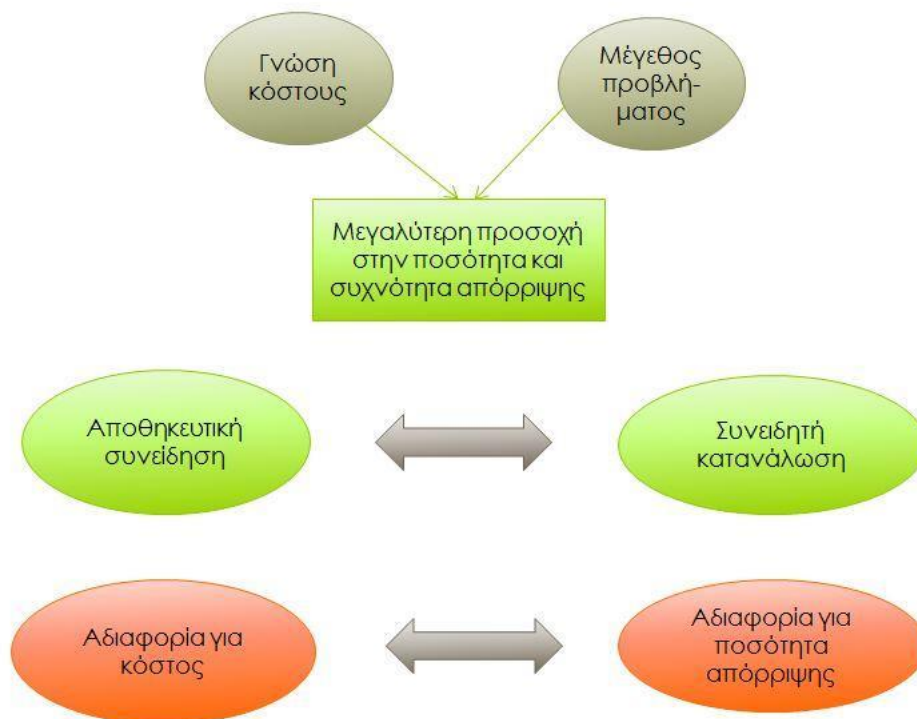 Γνώση
κόστους
Μέγεθος
προβλή-
ματος
Μεγαλύτερη προσοχή
στην ποσότητα και
συχνότητα απόρριψης
Αποθηκευτική
συνείδηση
Συνειδητή
κατανάλωση
Αδιαφορία για
κόστος
Αδιαφορία για
ποσότητα
απόρριψης